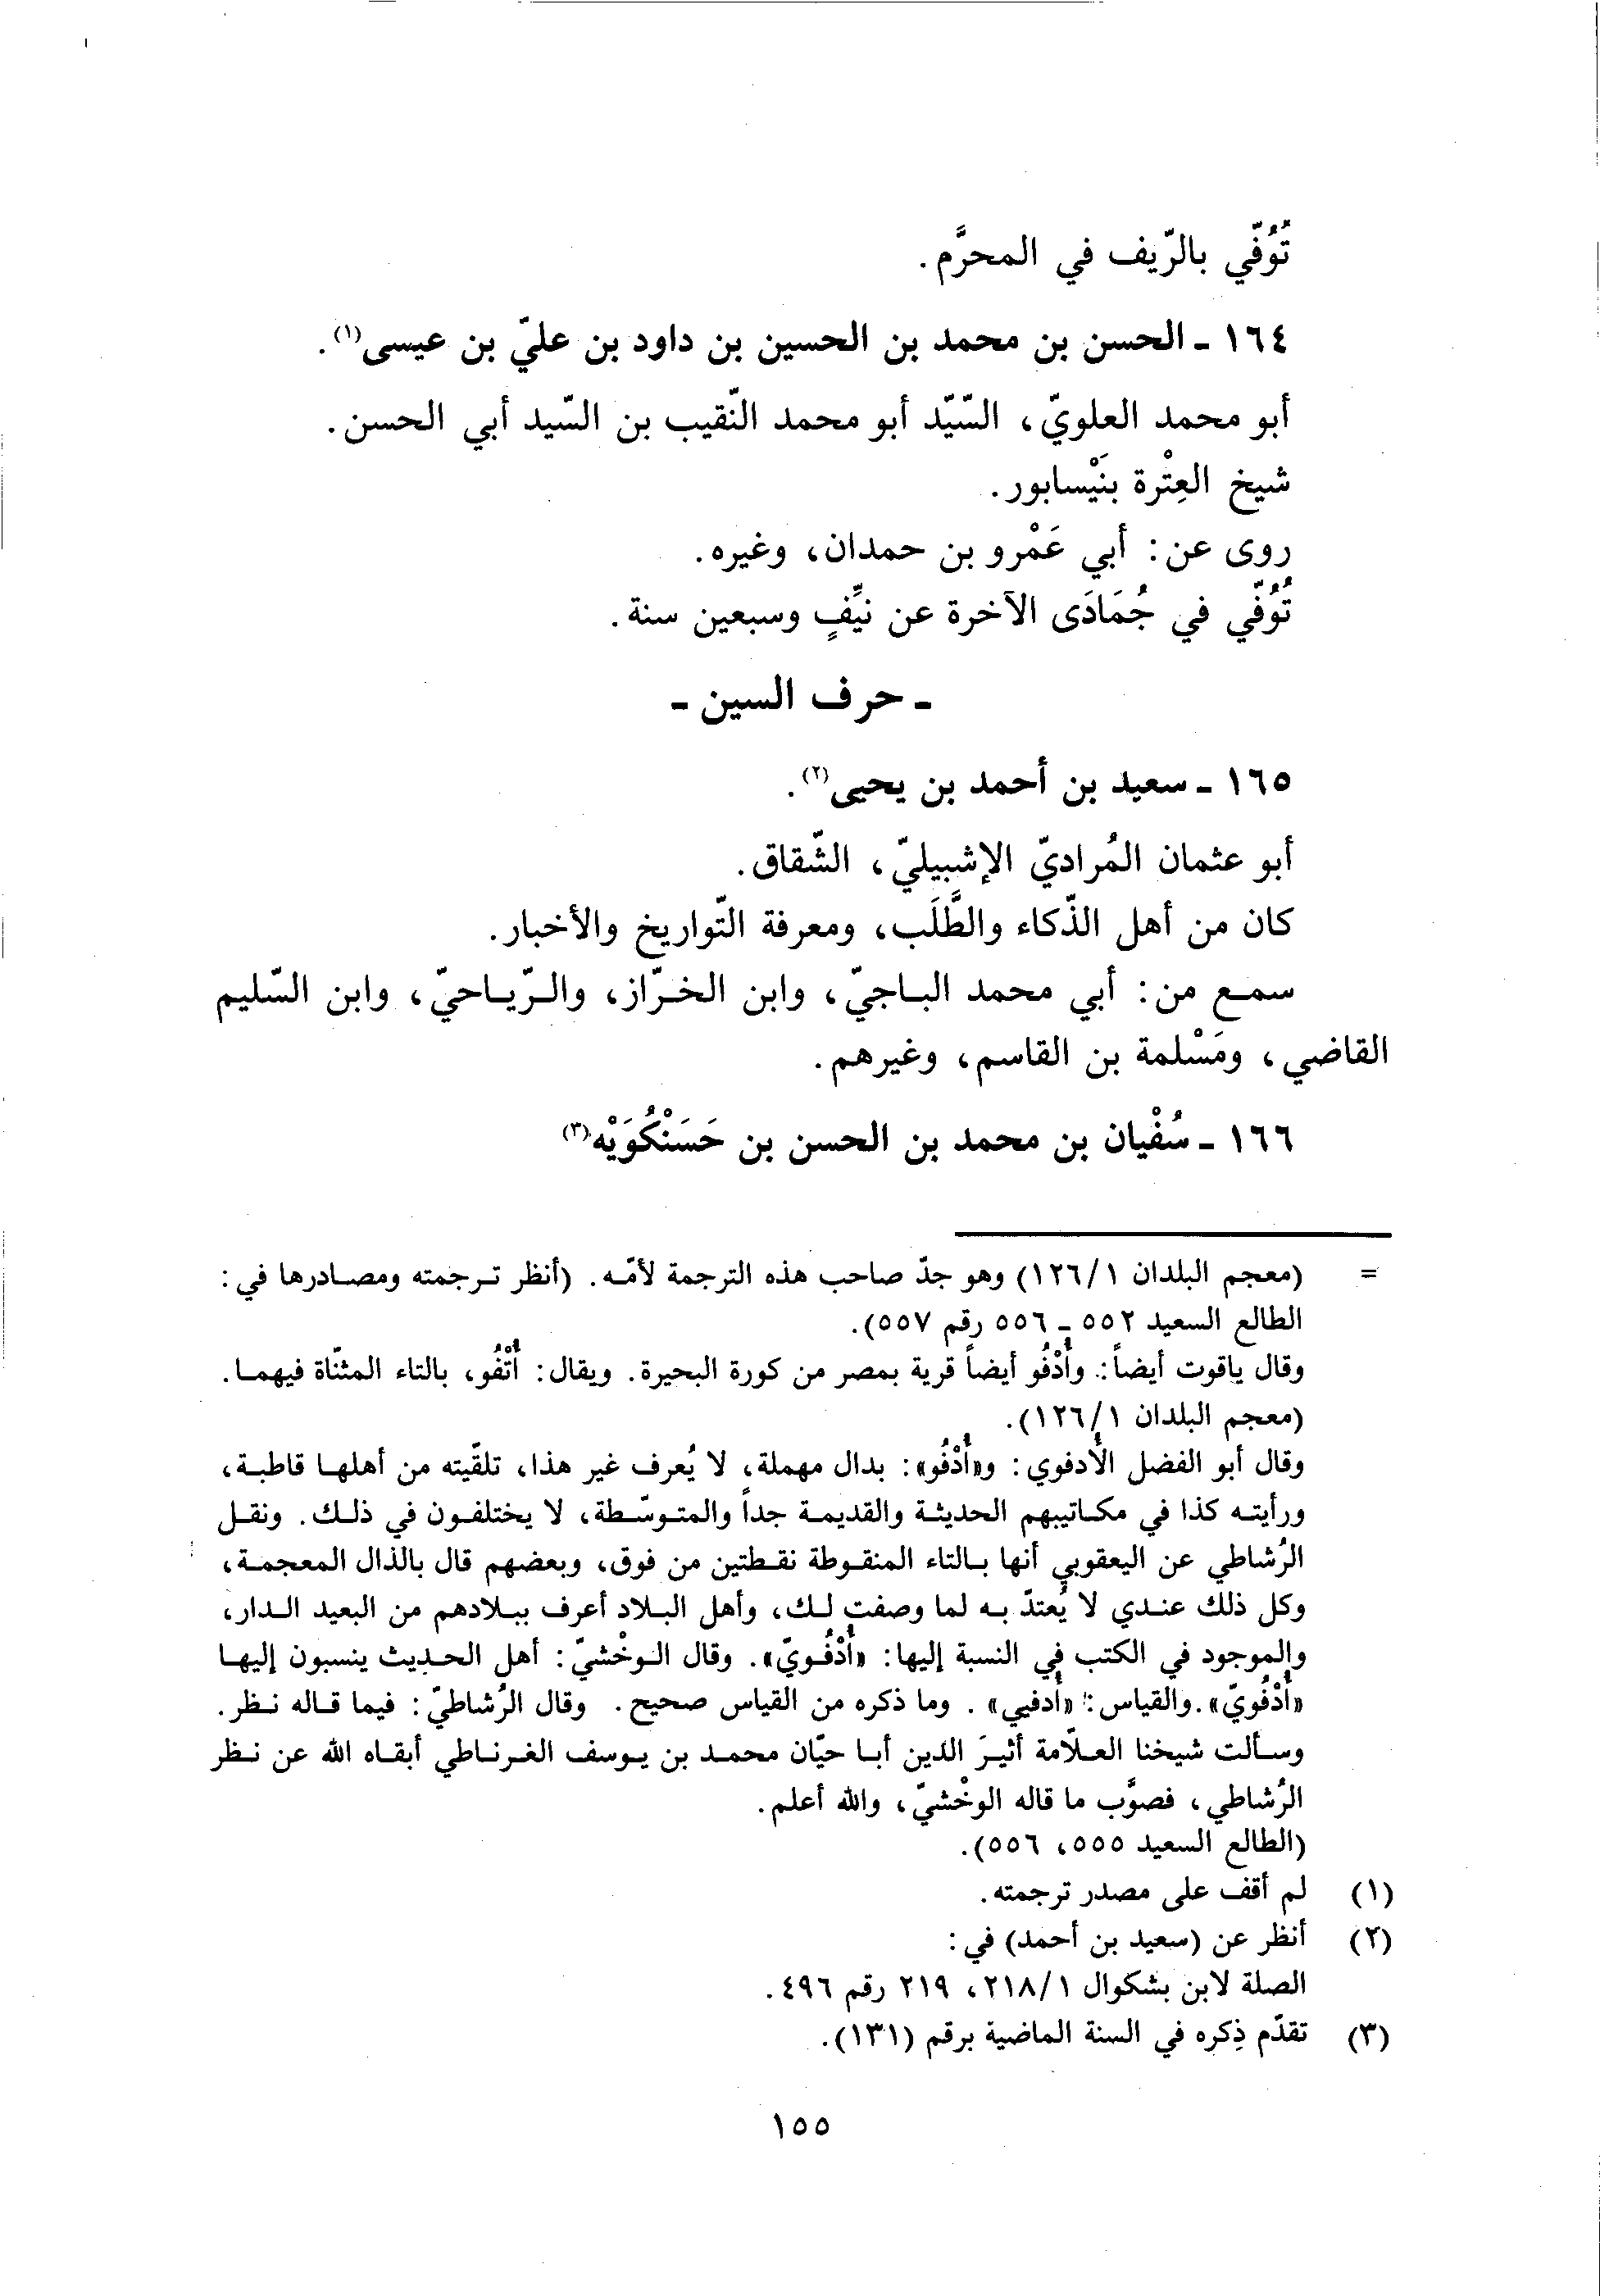 تُوُفّي بالرّيف في المحرَّم.
١٦٤ ـ الحسن بن محمد بن الحسين بن داود بن عليّ بن عيسى(١).
أبو محمد العلويّ، السّيّد أبو محمد النّقيب بن السّيد أبي الحسن.
شيخ العِتْرة بنَيْسابور.
روى عن: أبي عَمْرو بن حمدان، وغيره.
تُوُفّي في جُمَادَى الآخرة عن نيِّفٍ وسبعين سنة.
ـ حرف السين ـ
١٦٥ ـ سعيد بن أحمد بن يحيى(٢).
أبو عثمان المُراديّ الإشبيليّ، الشّقاق.
كان من أهل الذّكاء والطَّلَب، ومعرفة التّواريخ والأخبار.
سمع من: أبي محمد الباجيّ، وابن الخرّاز، والرّياحيّ، وابن السّليم
القاضي، ومَسْلمة بن القاسم، وغيرهم.
١٦٦ ـ سُفْيان بن محمد بن الحسن بن حَسَنْكُوَيْه(٣)
= (معجم البلدان ١٢٦/١) وهو جدّ صاحب هذه الترجمة لأمّه. (أنظر ترجمته ومصادرها في:
الطالع السعيد ٥٥٢ ـ ٥٥٦ رقم ٥٥٧).
وقال ياقوت أيضاً: وأُدْفُو أيضاً قرية بمصر من كورة البحيرة. ويقال: أُتْفُو، بالتاء المثنّاة فيهما.
(معجم البلدان ١٢٦/١).
وقال أبو الفضل الأُدفوي: و«أُدْفُو»: بدال مهملة، لا يُعرف غير هذا، تلقّيته من أهلها قاطبة،
ورأيته كذا في مكاتيبهم الحديثة والقديمة جداً والمتوسّطة، لا يختلفون في ذلك. ونقل
الرُشاطي عن اليعقوبي أنها بالتاء المنقوطة نقطتين من فوق، وبعضهم قال بالذال المعجمة،
وكل ذلك عندي لا يُعتدّ به لما وصفت لك، وأهل البلاد أعرف ببلادهم من البعيد الدار،
والموجود في الكتب في النسبة إليها: «أُدْفُويّ». وقال الوخْشيّ: أهل الحديث ينسبون إليها
«أُدْفُويّ». والقياس: «أُدفيي». وما ذكره من القياس صحيح. وقال الرُشاطيّ: فيما قاله نظر.
وسألت شيخنا العلاّمة أثيرَ الدين أبا حيّان محمد بن يوسف الغرناطي أبقاه الله عن نظر
الرُشاطي، فصوَّب ما قاله الوخْشيّ، والله أعلم.
(الطالع السعيد ٥٥٥، ٥٥٦).
(١) لم أقف على مصدر ترجمته.
(٢) أنظر عن (سعيد بن أحمد) في:
الصلة لابن بشكوال ٢١٨/١، ٢١٩ رقم ٤٩٦.
(٣) تقدّم ذِكره في السنة الماضية برقم (١٣١).
١٥٥